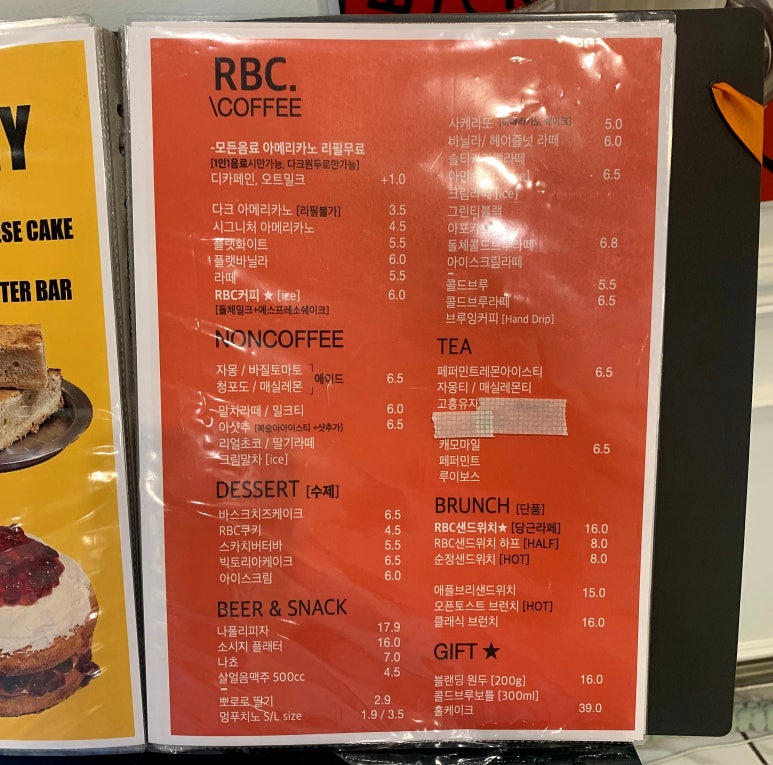 Y
SE CAKE
TER BAR
RBC.
\COFFEE
-모든음료 아메리카노 리필무료
[1인1음료시만가능, 다크원두로만가능]
디카페인, 오트밀크 +1.0
다크 아메리카노 [리필불가] 3.5
시그니처 아메리카노 4.5
플랫화이트 5.5
플랫바닐라 6.0
라떼 5.5
RBC커피 ★ [ice] 6.0
[돌체밀크+에스프레소쉐이크]
NONCOFFEE
자몽 / 바질토마토
청포도 / 매실레몬 에이드 6.5
말차라떼 / 밀크티 6.0
아샷추 [복숭아아이스티 +샷추가] 6.5
리얼초코 / 딸기라떼
크림말차 [ice]
DESSERT [수제]
바스크치즈케이크 6.5
RBC쿠키 4.5
스카치버터바 5.5
빅토리아케이크 6.5
아이스크림 6.0
BEER & SNACK
나폴리피자 17.9
소시지 플래터 16.0
나쵸 7.0
살얼음맥주 500cc 4.5
-
뽀로로 딸기 2.9
멍푸치노 S/L size 1.9 / 3.5
사케라또 [아메리카노 쉐이크] 5.0
바닐라/ 헤이즐넛 라떼 6.0
6.5
그린티블랙
돌체콜드브루라떼 6.8
아이스크림라떼
-
콜드브루 5.5
콜드브루라떼 6.5
브루잉커피 [Hand Drip]
TEA
페퍼민트레몬아이스티 6.5
자몽티 / 매실레몬티
고흥유자
캐모마일 6.5
페퍼민트
루이보스
BRUNCH [단품]
RBC샌드위치★ [당근라페] 16.0
RBC샌드위치 하프 [HALF] 8.0
순정샌드위치 [HOT] 8.0
애플브리샌드위치 15.0
오픈토스트 브런치 [HOT]
클래식 브런치 16.0
GIFT ★
블랜딩 원두 [200g] 16.0
콜드브루보틀 [300ml]
홀케이크 39.0